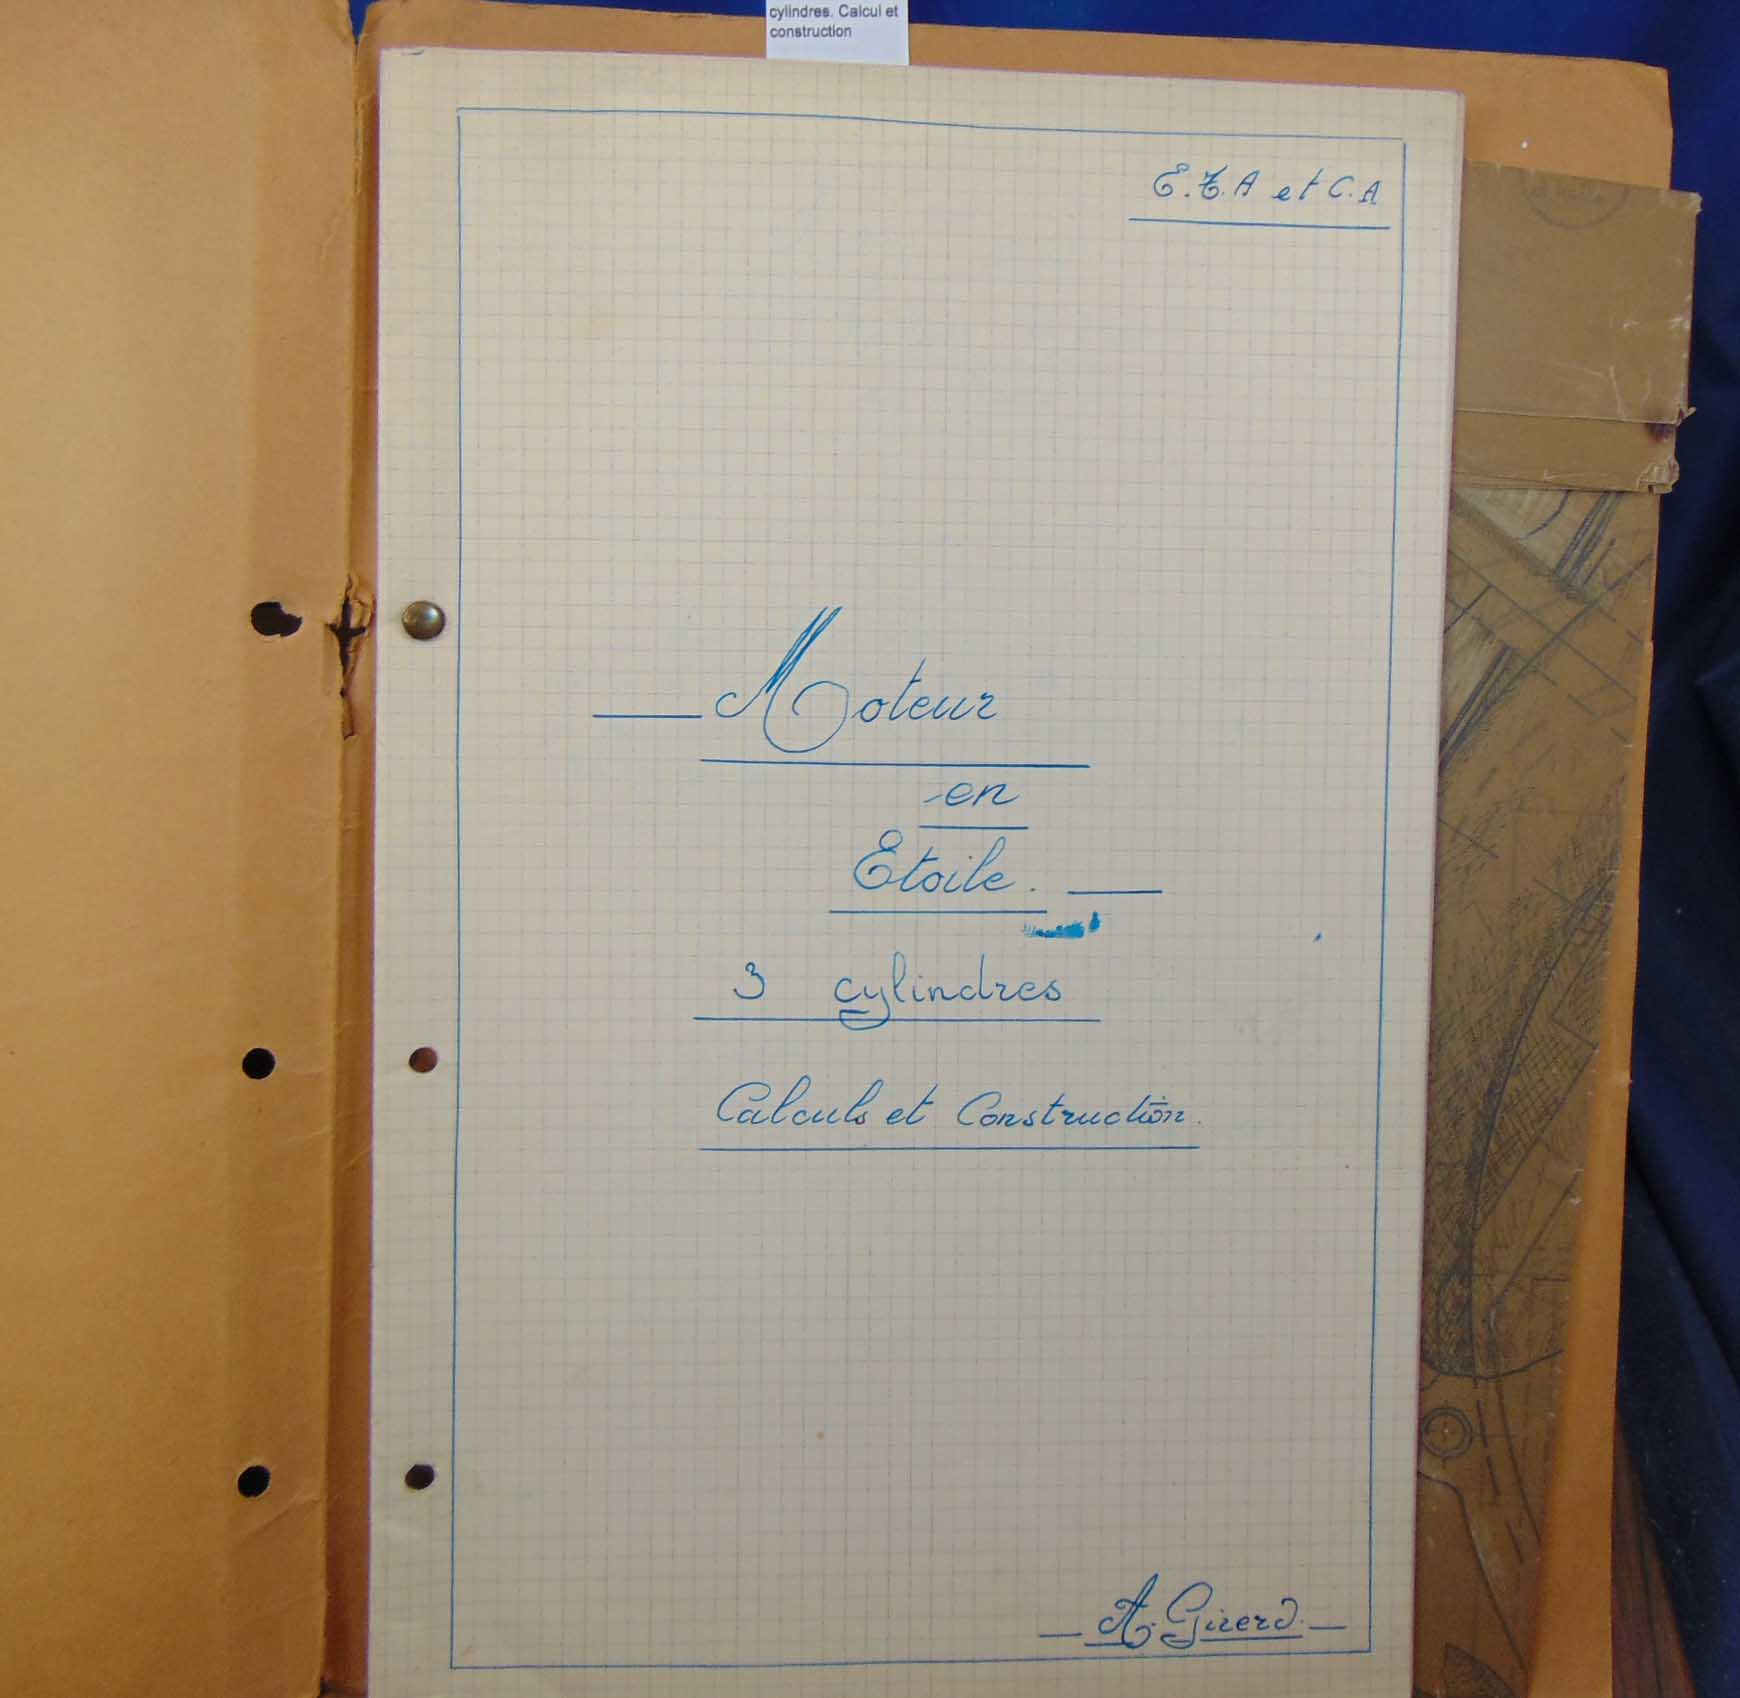 cylindres. Calcul et
construction
E.T.A et C.A
Moteur
en
Etoile.
3 cylindres
Calculs et Construction.
A. Girerd.